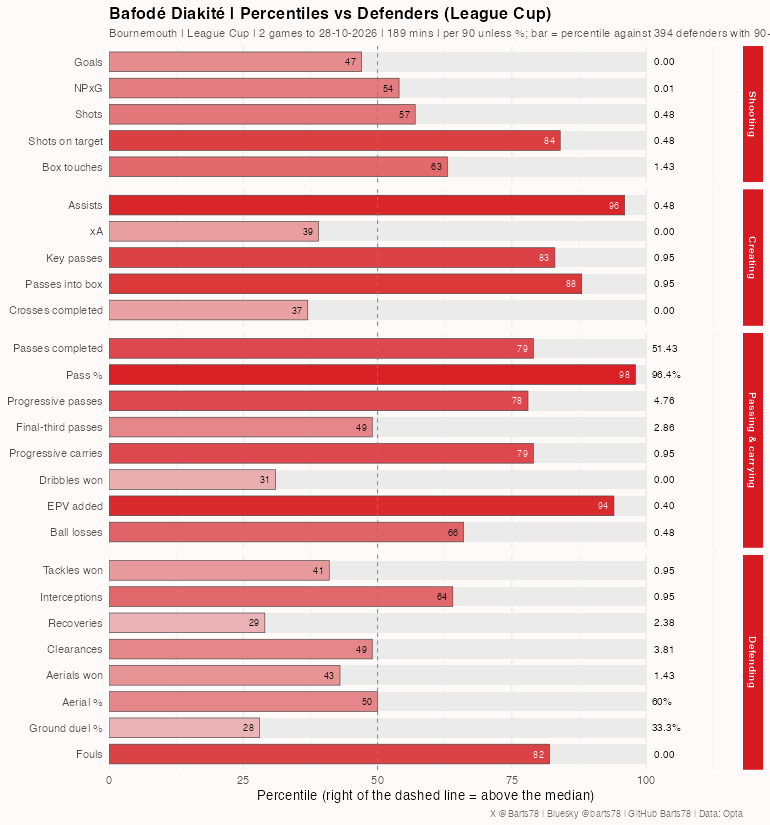 Bafodé Diakité | Percentiles vs Defenders (League Cup)
Bournemouth | League Cup | 2 games to 28-10-2026 | 189 mins | per 90 unless %; bar = percentile against 394 defenders with 90-
Goals 47 0.00
NPxG 54 0.01
Shots 57 0.48
Shots on target 84 0.48
Box touches 63 1.43
Shooting
Assists 96 0.48
xA 39 0.00
Key passes 83 0.95
Passes into box 88 0.95
Crosses completed 37 0.00
Creating
Passes completed 79 51.43
Pass % 98 96.4%
Progressive passes 78 4.76
Final-third passes 49 2.86
Progressive carries 79 0.95
Dribbles won 31 0.00
EPV added 94 0.40
Ball losses 66 0.48
Passing & carrying
Tackles won 41 0.95
Interceptions 64 0.95
Recoveries 29 2.38
Clearances 49 3.81
Aerials won 43 1.43
Aerial % 50 60%
Ground duel % 28 33.3%
Fouls 82 0.00
Defending
0 25 50 75 100
Percentile (right of the dashed line = above the median)
X @Barts78 | Bluesky @barts78 | GitHub Barts78 | Data: Opta